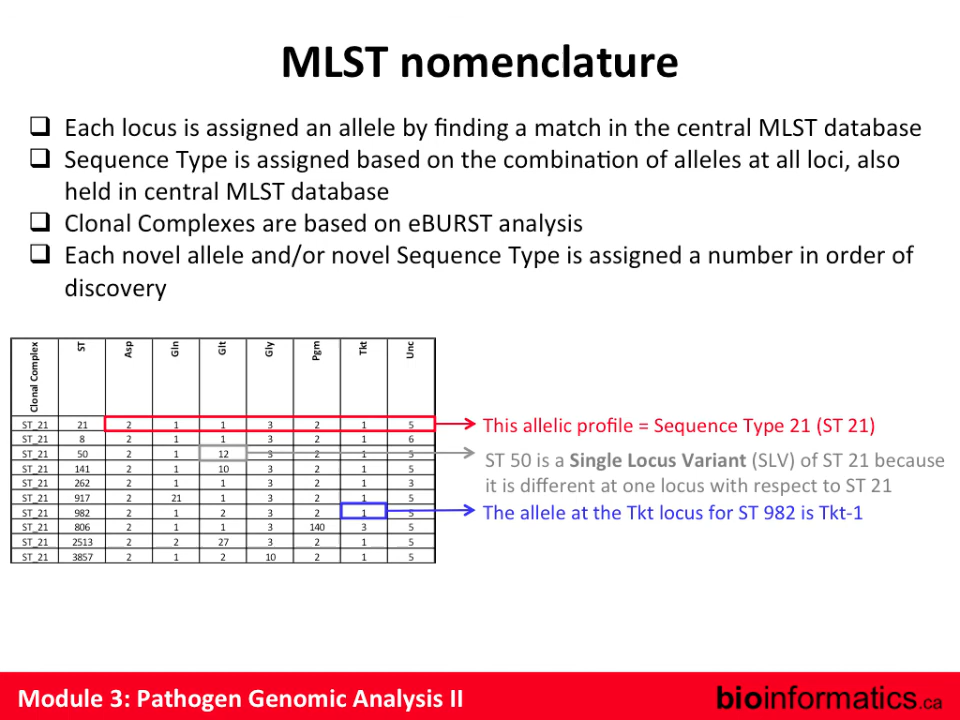 MLST nomenclature
❑ Each locus is assigned an allele by finding a match in the central MLST database
❑ Sequence Type is assigned based on the combination of alleles at all loci, also
held in central MLST database
❑ Clonal Complexes are based on eBURST analysis
❑ Each novel allele and/or novel Sequence Type is assigned a number in order of
discovery
Clonal Complex ST Asp Gln Glt Gly Pgm Tkt Unc
ST_21 21 2 1 1 3 2 1 5
ST_21 8 2 1 1 3 2 1 6
ST_21 50 2 1 12 3 2 1 5
ST_21 141 2 1 10 3 2 1 5
ST_21 262 2 1 1 3 2 1 3
ST_21 917 2 21 1 3 2 1 5
ST_21 982 2 1 2 3 2 1 5
ST_21 806 2 1 1 3 140 3 5
ST_21 2513 2 2 27 3 2 1 5
ST_21 3857 2 1 2 10 2 1 5
This allelic profile = Sequence Type 21 (ST 21)
ST 50 is a Single Locus Variant (SLV) of ST 21 because
it is different at one locus with respect to ST 21
The allele at the Tkt locus for ST 982 is Tkt-1
Module 3: Pathogen Genomic Analysis II
bioinformatics.ca